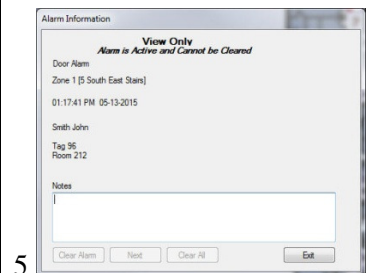 Alarm Information
View Only
Alarm is Active and Cannot be Cleared
Door Alarm
Zone 1 [5 South East Stairs]
01:17:41 PM 05-13-2015
Smith John
Tag 96
Room 212
Notes
Clear Alarm Next Clear All Exit
5